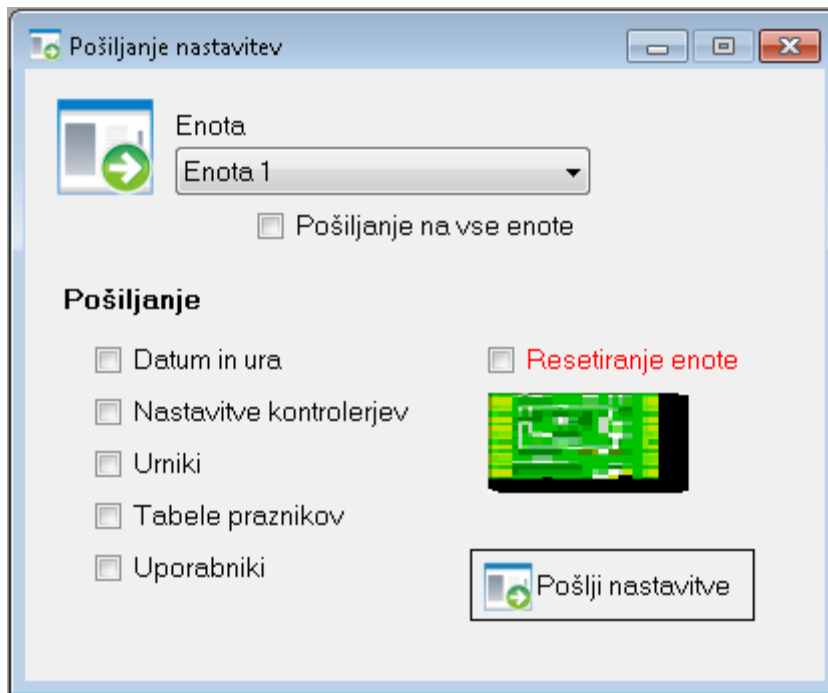 Pošiljanje nastavitev
Enota
Enota 1
Pošiljanje na vse enote
Pošiljanje
Datum in ura
Resetiranje enote
Nastavitve kontrolerjev
Urniki
Tabele praznikov
Uporabniki
Pošlji nastavitve